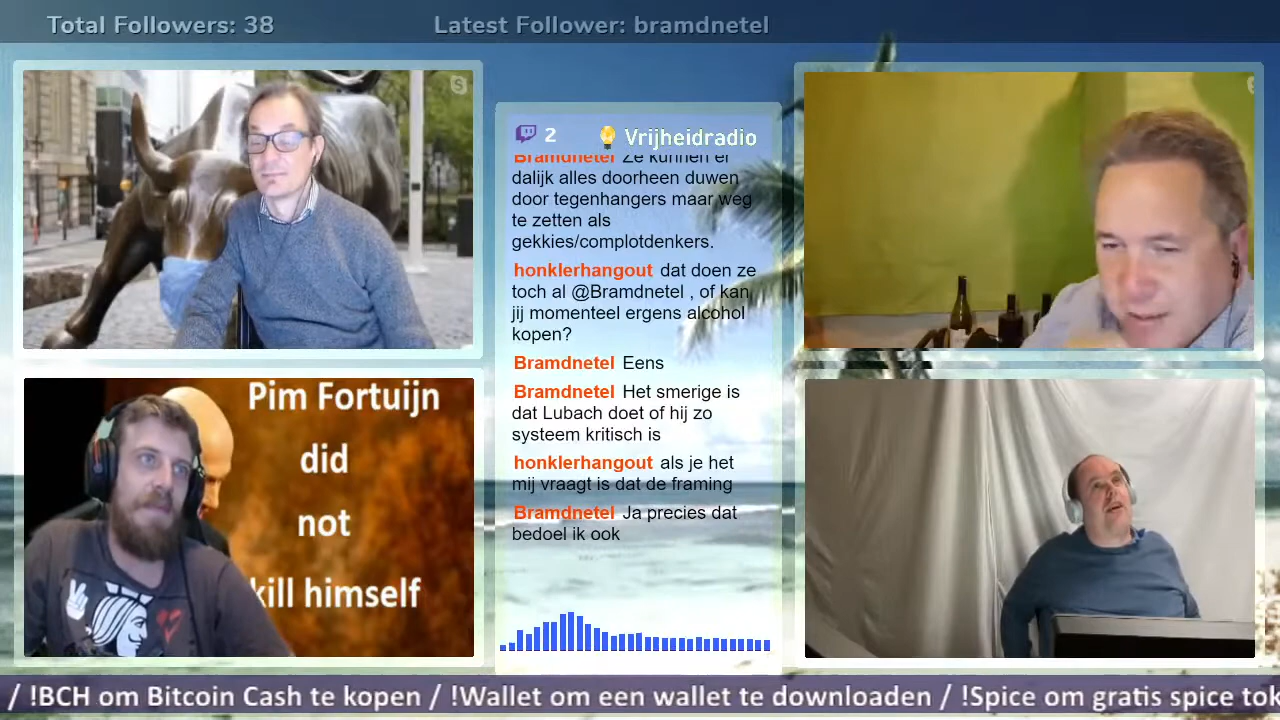 Total Followers: 38
Latest Follower: bramdnetel
2
Vrijheidradio
Bramdnetel Ze kunnen er
dalijk alles doorheen duwen
door tegenhangers maar weg
te zetten als
gekkies/complotdenkers.
honklerhangout dat doen ze
toch al @Bramdnetel , of kan
jij momenteel ergens alcohol
kopen?
Bramdnetel Eens
Bramdnetel Het smerige is
dat Lubach doet of hij zo
systeem kritisch is
honklerhangout als je het
mij vraagt is dat de framing
Bramdnetel Ja precies dat
bedoel ik ook
Pim Fortuijn
did
not
kill himself
/ !BCH om Bitcoin Cash te kopen / !Wallet om een wallet te downloaden / !Spice om gratis spice tok